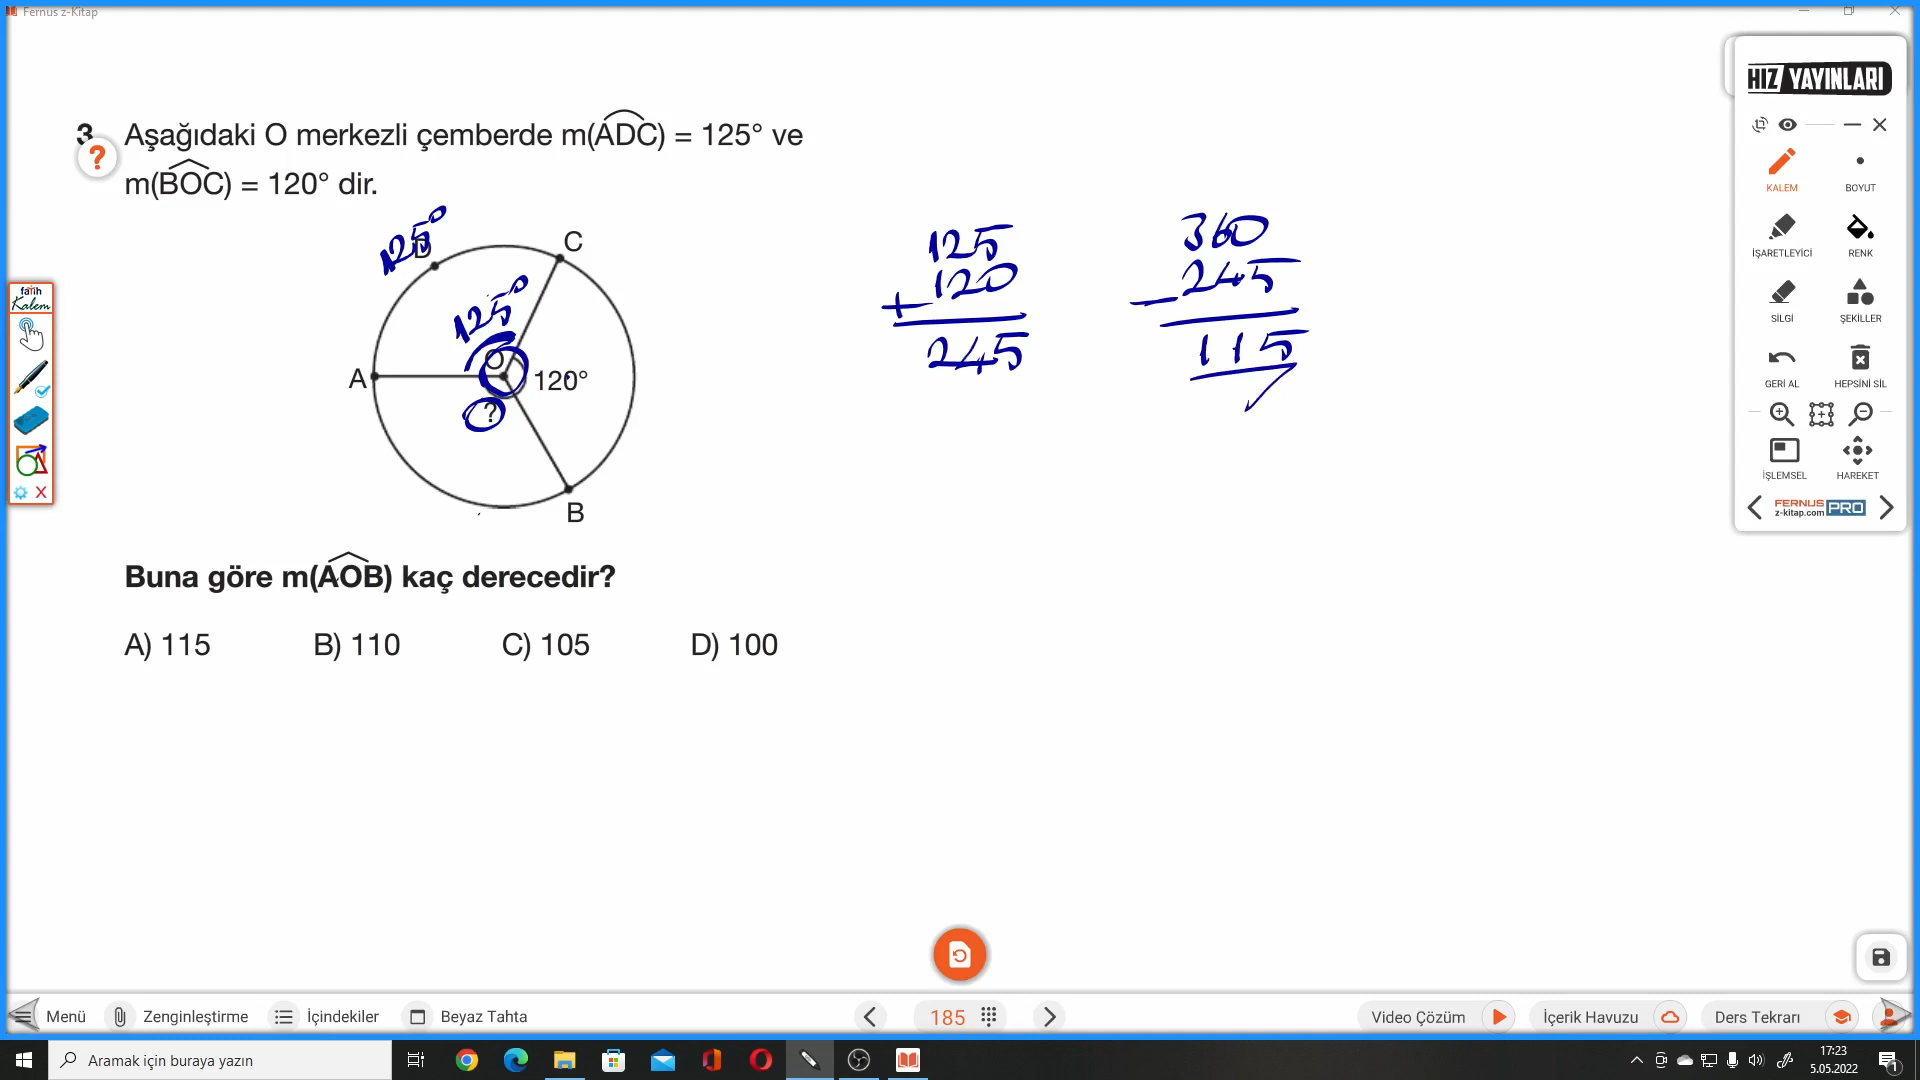 Fernus z-Kitap
3. Aşağıdaki O merkezli çemberde m(ADC) = 125° ve
?
m(BOC) = 120° dir.
125°
D
C
125°
O
A
120°
?
B
125
120
+
245
360
245
−
115
Buna göre m(AOB) kaç derecedir?
A) 115 B) 110 C) 105 D) 100
fatih
Kalem
X
HIZ YAYINLARI
KALEM BOYUT
İŞARETLEYİCİ RENK
SİLGİ ŞEKİLLER
GERİ AL HEPSİNİ SİL
İŞLEMSEL HAREKET
FERNUS PRO
z-kitap.com
Menü Zenginleştirme İçindekiler Beyaz Tahta 185 Video Çözüm İçerik Havuzu Ders Tekrarı
Aramak için buraya yazın
17:23
5.05.2022
1